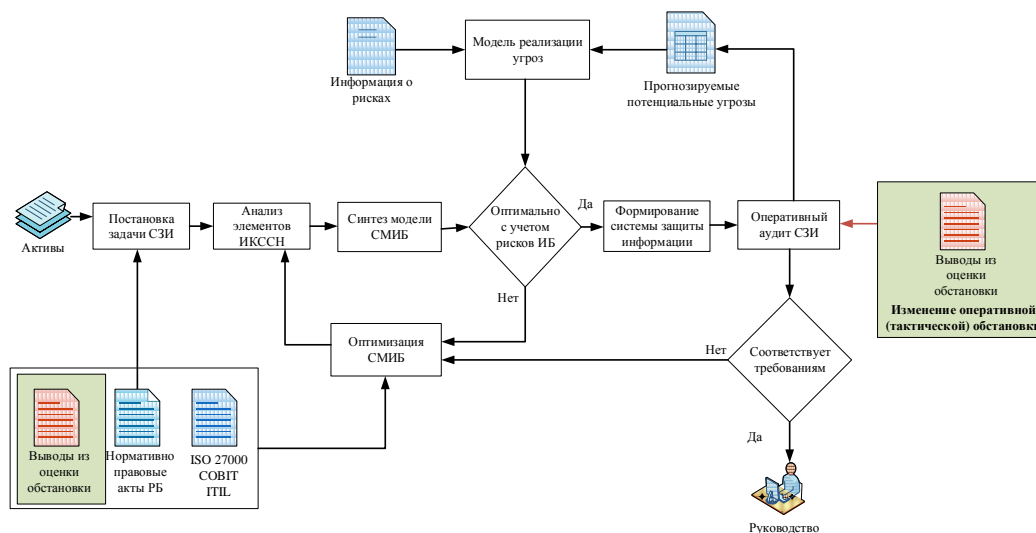 Информация о
рисках
Модель реализации
угроз
Прогнозируемые
потенциальные угрозы
Активы
Постановка
задачи СЗИ
Анализ
элементов
ИКССН
Синтез модели
СМИБ
Оптимально
с учетом
рисков ИБ
Да
Нет
Формирование
системы защиты
информации
Оперативный
аудит СЗИ
Выводы из
оценки
обстановки
Изменение оперативной
(тактической) обстановки
Оптимизация
СМИБ
Нет
Соответствует
требованиям
Да
Руководство
Выводы из
оценки
обстановки
Нормативно
правовые
акты РБ
ISO 27000
COBIT
ITIL